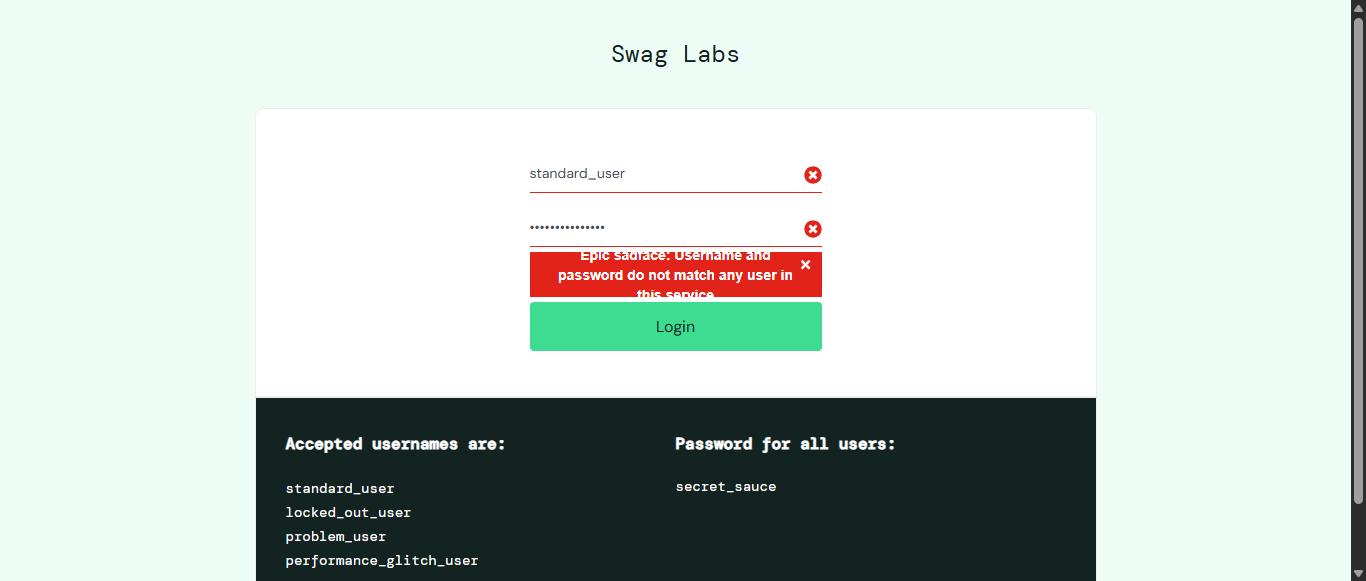 Swag Labs
standard_user
•••••••••••••••
Epic sadface: Username and
password do not match any user in
this service
Login
Accepted usernames are:
standard_user
locked_out_user
problem_user
performance_glitch_user
Password for all users:
secret_sauce